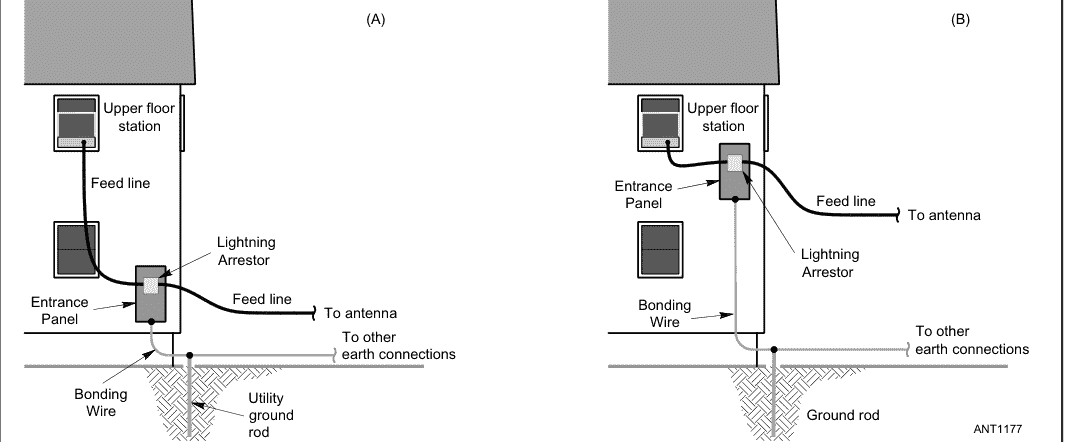 (A)
Upper floor
station
Feed line
Lightning
Arrestor
Entrance
Panel
Feed line
To antenna
To other
earth connections
Bonding
Wire
Utility
ground
rod
(B)
Upper floor
station
Entrance
Panel
Feed line
To antenna
Lightning
Arrestor
Bonding
Wire
To other
earth connections
Ground rod
ANT1177